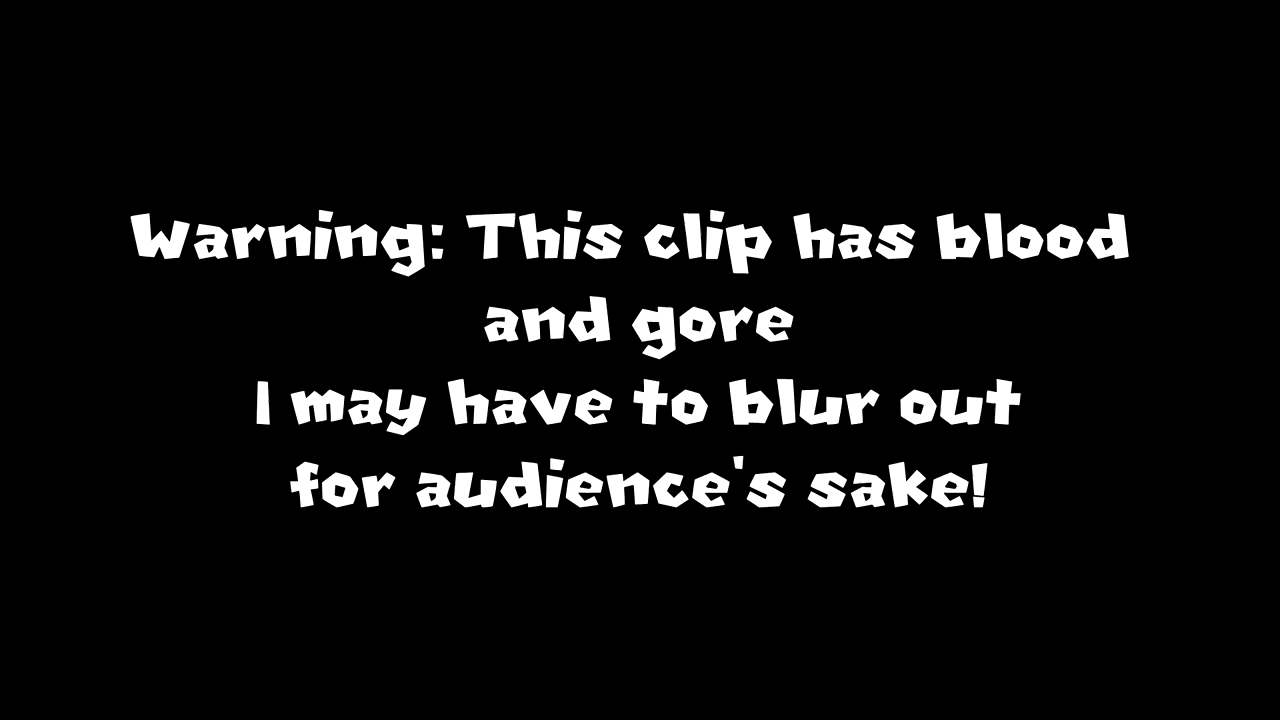 Warning: This clip has blood
and gore
I may have to blur out
for audience's sake!